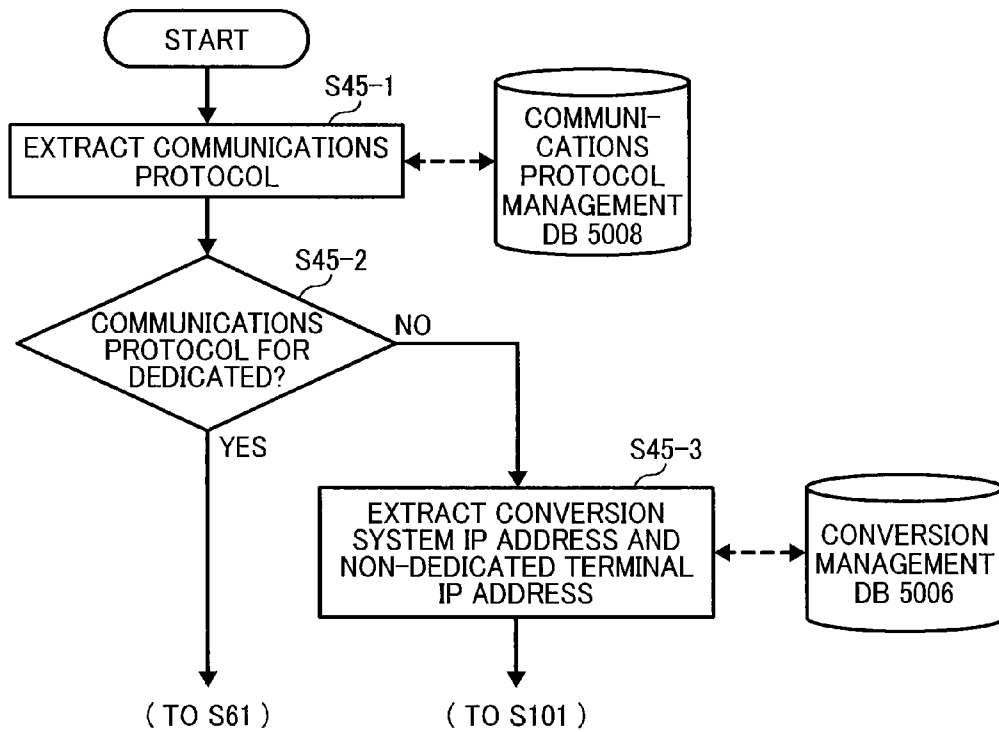 START
S45-1
EXTRACT COMMUNICATIONS
PROTOCOL
COMMUNI-
CATIONS
PROTOCOL
MANAGEMENT
DB 5008
S45-2
COMMUNICATIONS
PROTOCOL FOR
DEDICATED?
NO
YES
S45-3
EXTRACT CONVERSION
SYSTEM IP ADDRESS AND
NON-DEDICATED TERMINAL
IP ADDRESS
CONVERSION
MANAGEMENT
DB 5006
( TO S61 )
( TO S101 )